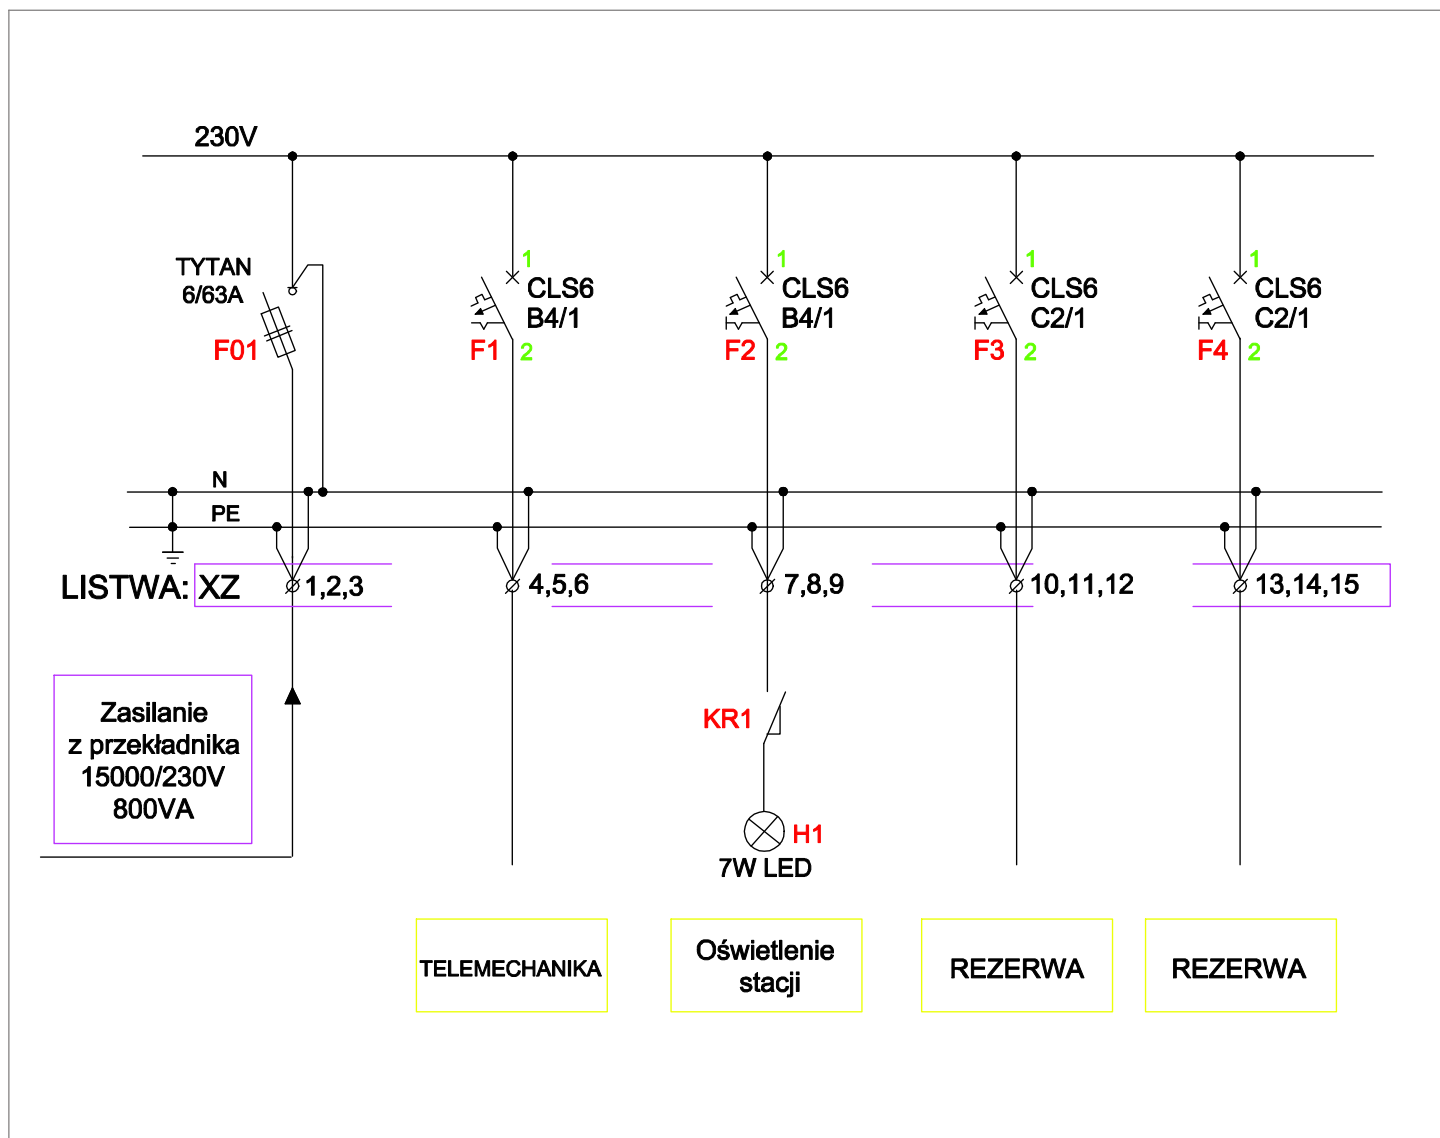 230V
TYTAN
6/63A
F01
1
CLS6
B4/1
F1
2
1
CLS6
B4/1
F2
2
1
CLS6
C2/1
F3
2
1
CLS6
C2/1
F4
2
N
PE
LISTWA: XZ
1,2,3
4,5,6
7,8,9
10,11,12
13,14,15
Zasilanie
z przekładnika
15000/230V
800VA
KR1
H1
7W LED
TELEMECHANIKA
Oświetlenie
stacji
REZERWA
REZERWA